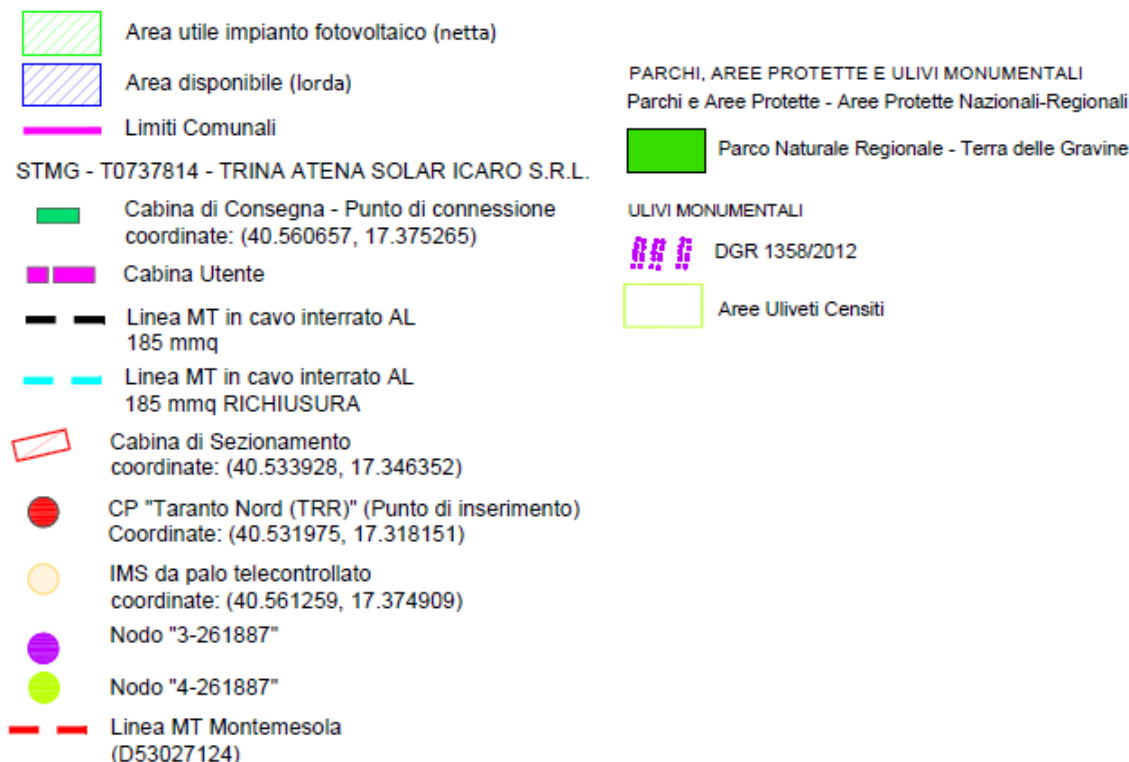 Area utile impianto fotovoltaico (netta)
Area disponibile (lorda)
Limiti Comunali
STMG - T0737814 - TRINA ATENA SOLAR ICARO S.R.L.
Cabina di Consegna - Punto di connessione
coordinate: (40.560657, 17.375265)
Cabina Utente
Linea MT in cavo interrato AL
185 mmq
Linea MT in cavo interrato AL
185 mmq RICHIUSURA
Cabina di Sezionamento
coordinate: (40.533928, 17.346352)
CP "Taranto Nord (TRR)" (Punto di inserimento)
Coordinate: (40.531975, 17.318151)
IMS da palo telecontrollato
coordinate: (40.561259, 17.374909)
Nodo "3-261887"
Nodo "4-261887"
Linea MT Montemesola
(D53027124)
PARCHI, AREE PROTETTE E ULIVI MONUMENTALI
Parchi e Aree Protette - Aree Protette Nazionali-Regionali
Parco Naturale Regionale - Terra delle Gravine
ULIVI MONUMENTALI
DGR 1358/2012
Aree Uliveti Censiti